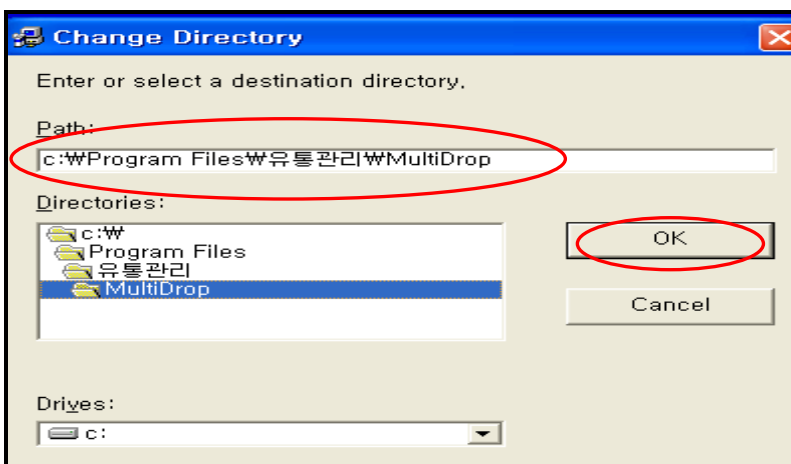 Change Directory
Enter or select a destination directory.
Path:
c:₩Program Files₩유통관리₩MultiDrop
Directories:
c:₩
Program Files
유통관리
MultiDrop
OK
Cancel
Drives:
c: